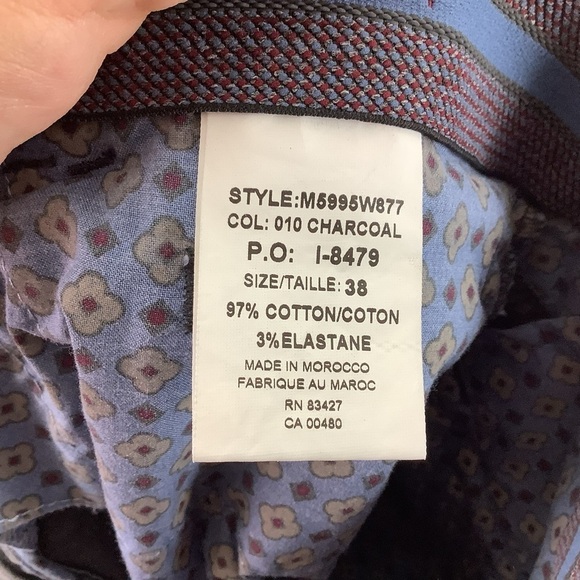 STYLE:M5995W877
COL: 010 CHARCOAL
P.O: I-8479
SIZE/TAILLE: 38
97% COTTON/COTON
3%ELASTANE
MADE IN MOROCCO
FABRIQUE AU MAROC
RN 83427
CA 00480